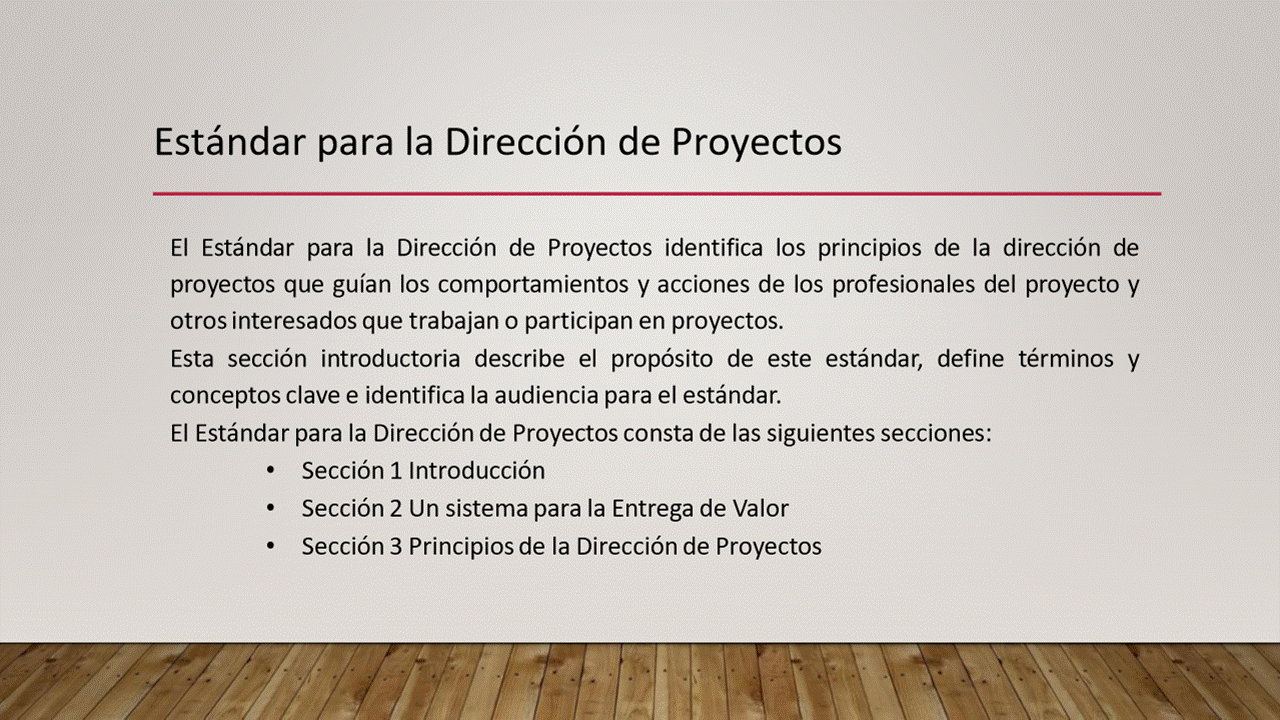 Estándar para la Dirección de Proyectos
El Estándar para la Dirección de Proyectos identifica los principios de la dirección de
proyectos que guían los comportamientos y acciones de los profesionales del proyecto y
otros interesados que trabajan o participan en proyectos.
Esta sección introductoria describe el propósito de este estándar, define términos y
conceptos clave e identifica la audiencia para el estándar.
El Estándar para la Dirección de Proyectos consta de las siguientes secciones:
• Sección 1 Introducción
• Sección 2 Un sistema para la Entrega de Valor
• Sección 3 Principios de la Dirección de Proyectos